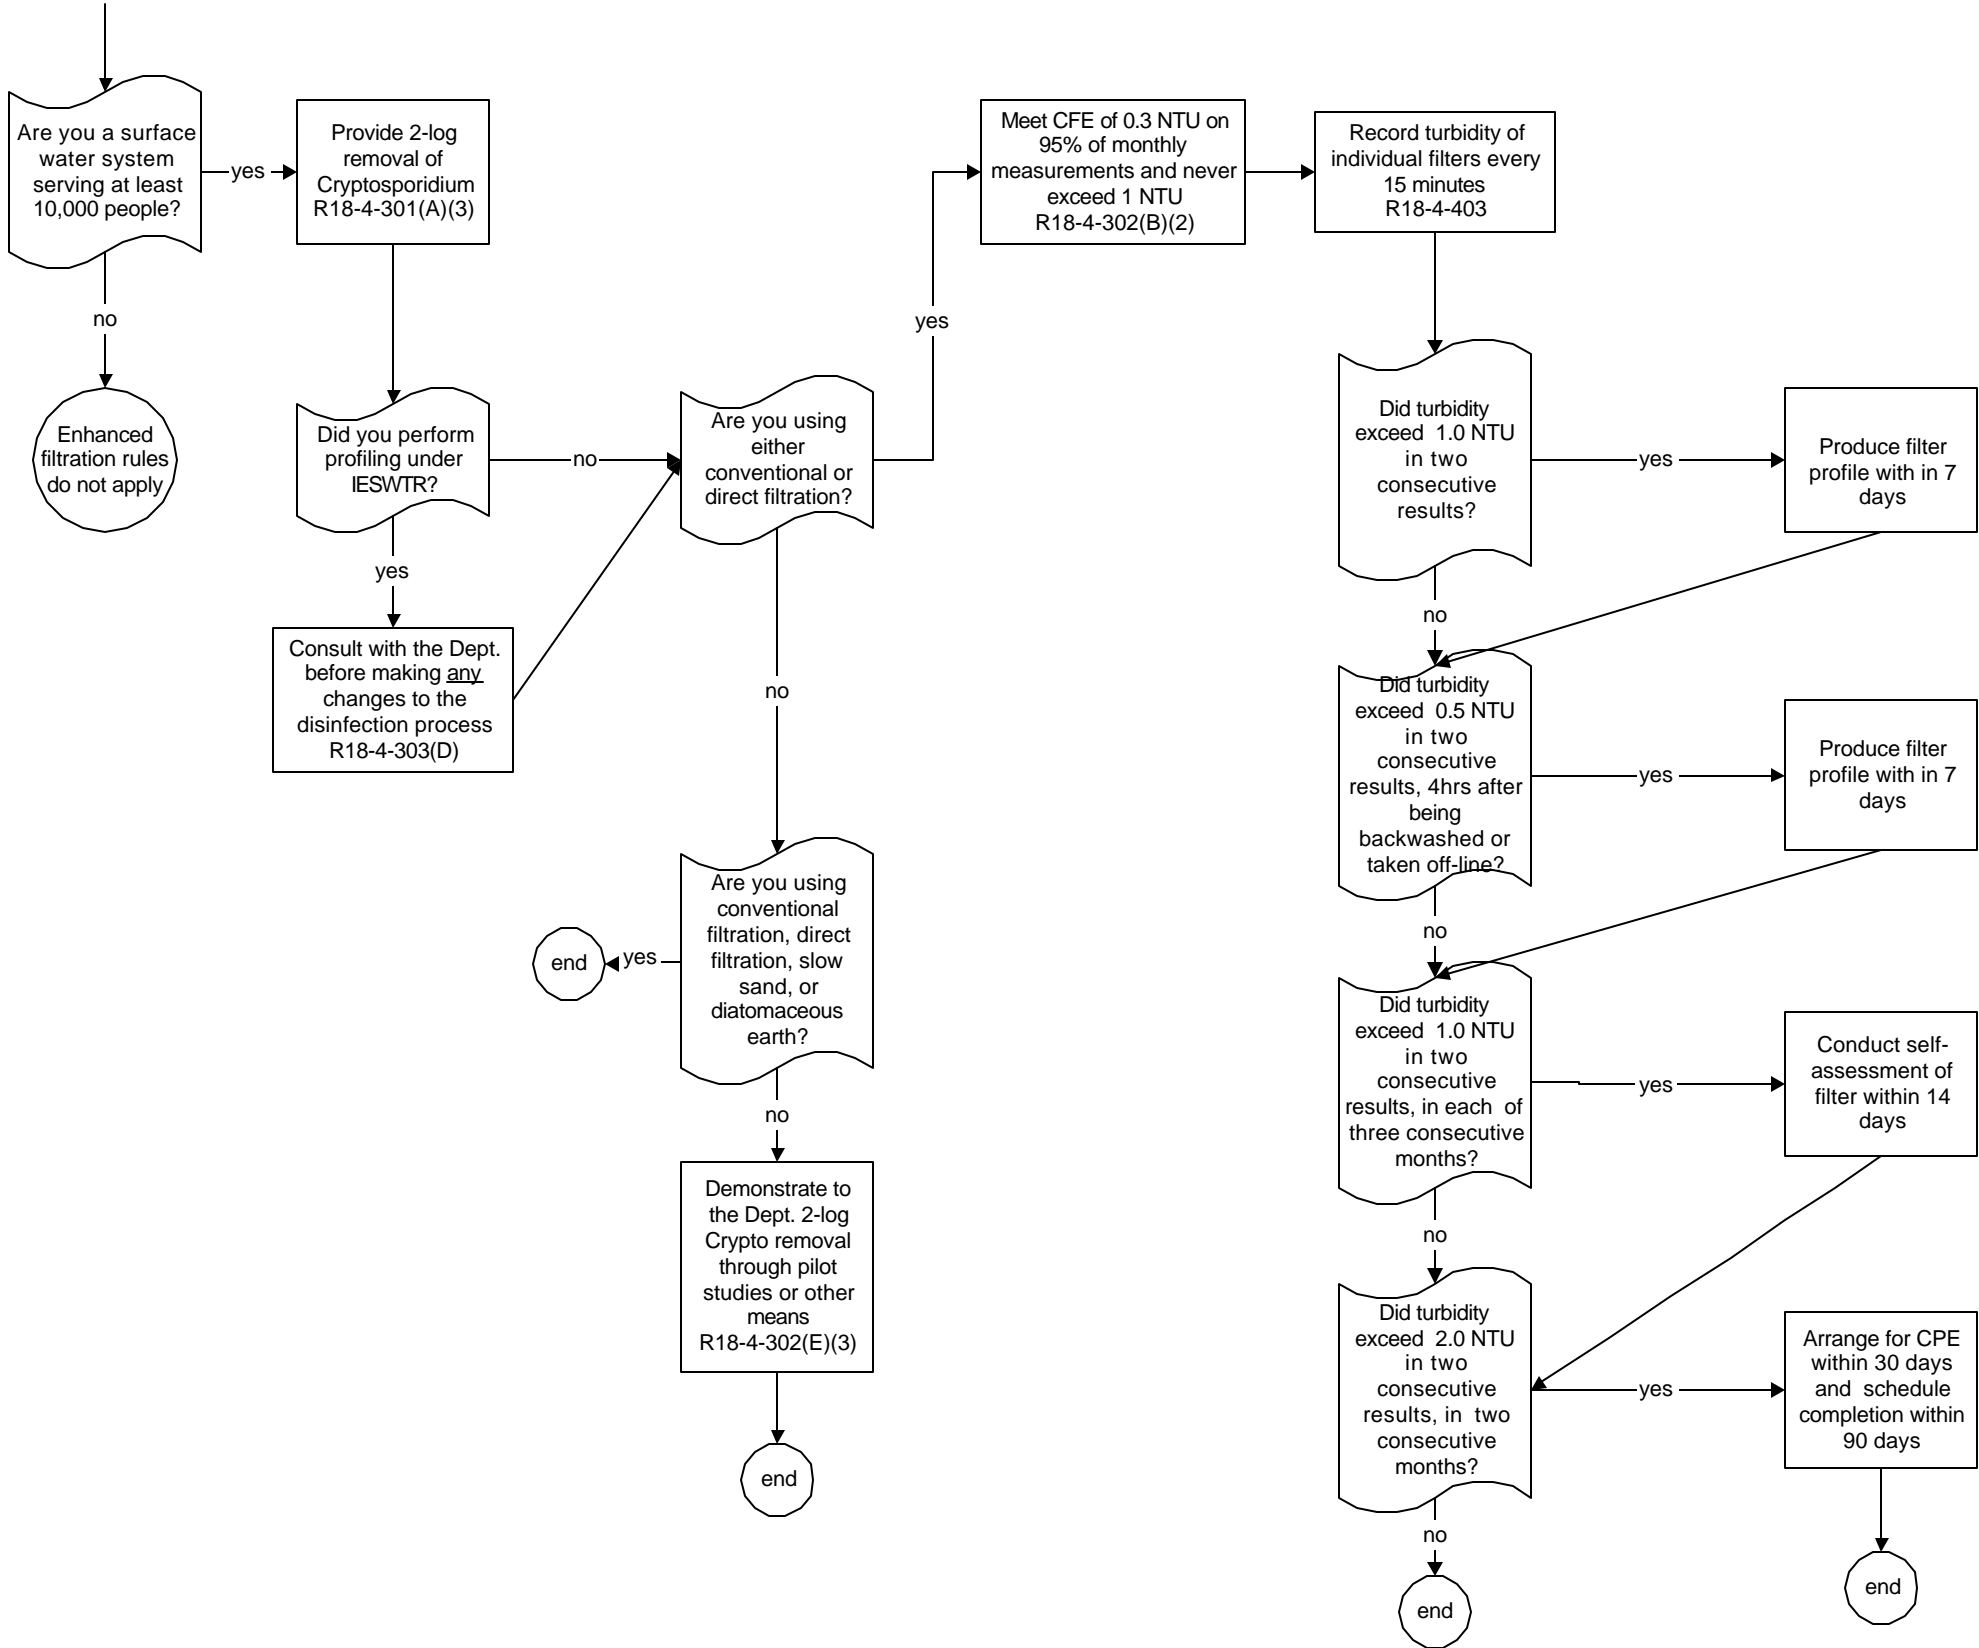 Are you a surface
water system
serving at least
10,000 people?
yes
no
Enhanced
filtration rules
do not apply
Provide 2-log
removal of
Cryptosporidium
R18-4-301(A)(3)
Did you perform
profiling under
IESWTR?
no
yes
Consult with the Dept.
before making any
changes to the
disinfection process
R18-4-303(D)
Are you using
either
conventional or
direct filtration?
yes
no
Are you using
conventional
filtration, direct
filtration, slow
sand, or
diatomaceous
earth?
yes
end
no
Demonstrate to
the Dept. 2-log
Crypto removal
through pilot
studies or other
means
R18-4-302(E)(3)
end
Meet CFE of 0.3 NTU on
95% of monthly
measurements and never
exceed 1 NTU
R18-4-302(B)(2)
Record turbidity of
individual filters every
15 minutes
R18-4-403
Did turbidity
exceed 1.0 NTU
in two
consecutive
results?
yes
Produce filter
profile with in 7
days
no
Did turbidity
exceed 0.5 NTU
in two
consecutive
results, 4hrs after
being
backwashed or
taken off-line?
yes
Produce filter
profile with in 7
days
no
Did turbidity
exceed 1.0 NTU
in two
consecutive
results, in each of
three consecutive
months?
yes
Conduct self-
assessment of
filter within 14
days
no
Did turbidity
exceed 2.0 NTU
in two
consecutive
results, in two
consecutive
months?
yes
Arrange for CPE
within 30 days
and schedule
completion within
90 days
no
end
end